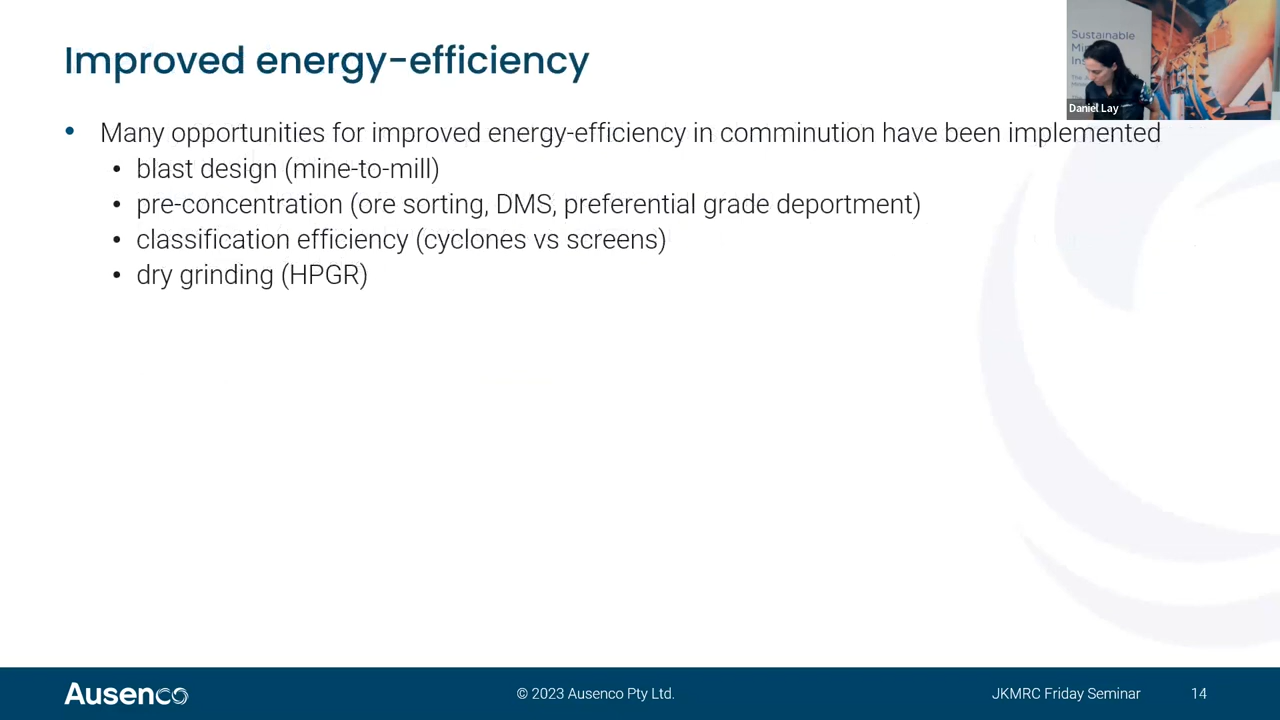 Improved energy-efficiency
• Many opportunities for improved energy-efficiency in comminution have been implemented
• blast design (mine-to-mill)
• pre-concentration (ore sorting, DMS, preferential grade deportment)
• classification efficiency (cyclones vs screens)
• dry grinding (HPGR)
Sustainable
Daniel Lay
Ausenco
© 2023 Ausenco Pty Ltd.
JKMRC Friday Seminar
14